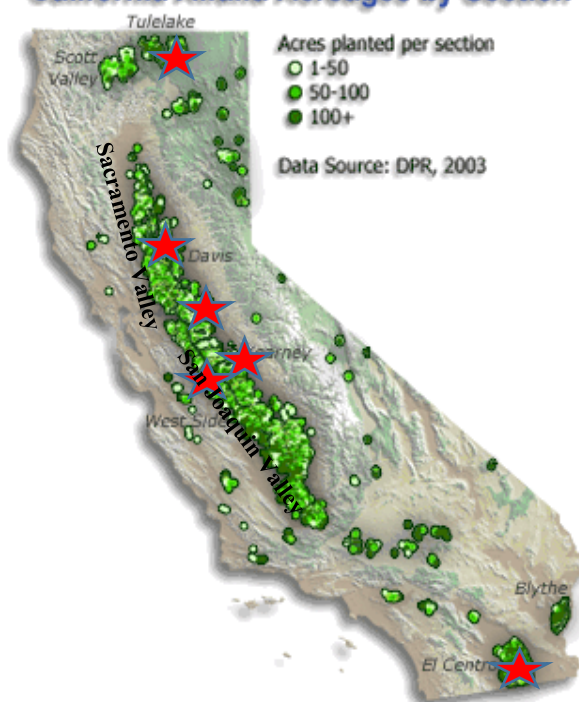 Tulelake
Scott
Valley
Acres planted per section
1-50
50-100
100+
Data Source: DPR, 2003
Sacramento Valley
Davis
San Joaquin Valley
West Side
Blythe
El Centro